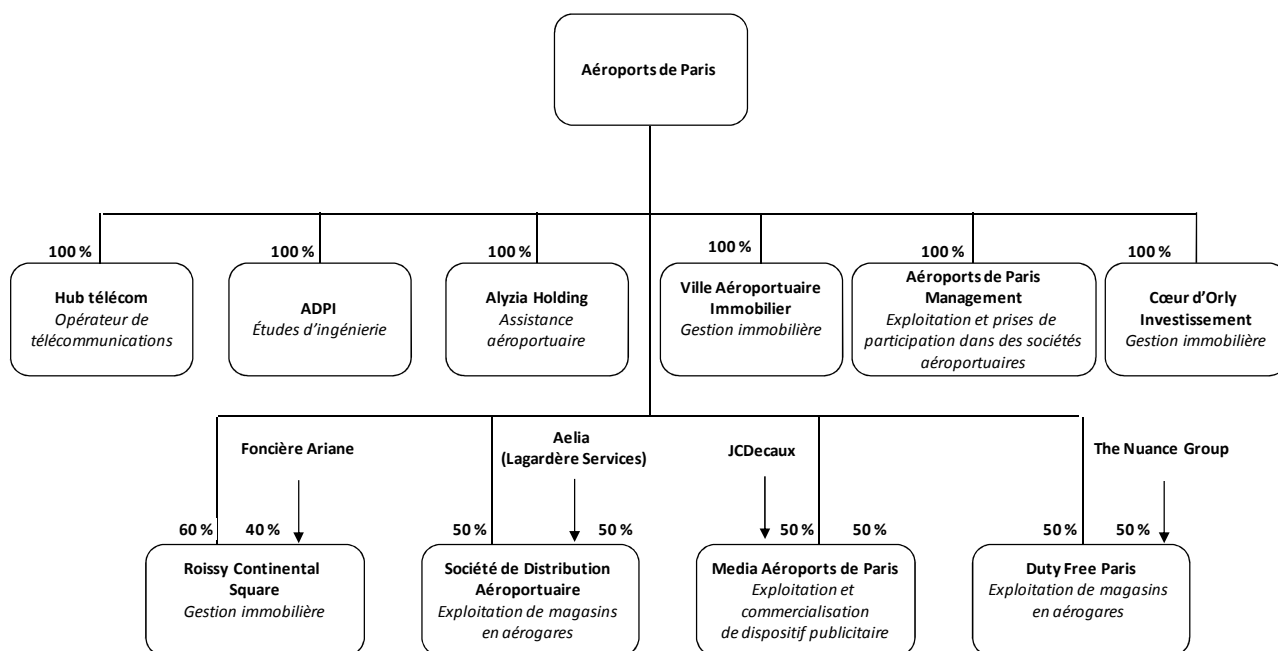 Aéroports de Paris
100 %
Hub télécom
Opérateur de
télécommunications
100 %
ADPI
Études d'ingénierie
100 %
Alyzia Holding
Assistance
aéroportuaire
100 %
Ville Aéroportuaire
Immobilier
Gestion immobilière
100 %
Aéroports de Paris
Management
Exploitation et prises de
participation dans des sociétés
aéroportuaires
100 %
Cœur d'Orly
Investissement
Gestion immobilière
Foncière Ariane
60 % 40 %
Roissy Continental
Square
Gestion immobilière
Aelia
(Lagardère Services)
50 % 50 %
Société de Distribution
Aéroportuaire
Exploitation de magasins
en aérogares
JCDecaux
50 % 50 %
Media Aéroports de Paris
Exploitation et
commercialisation
de dispositif publicitaire
The Nuance Group
50 % 50 %
Duty Free Paris
Exploitation de magasins
en aérogares